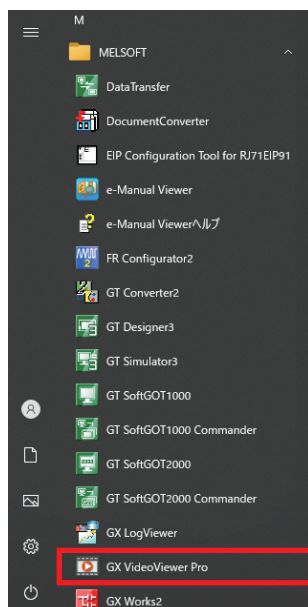 M
MELSOFT
DataTransfer
DocumentConverter
EIP Configuration Tool for RJ71EIP91
e-Manual Viewer
e-Manual Viewerヘルプ
FR Configurator2
GT Converter2
GT Designer3
GT Simulator3
GT SoftGOT1000
GT SoftGOT1000 Commander
GT SoftGOT2000
GT SoftGOT2000 Commander
GX LogViewer
GX VideoViewer Pro
GX Works2